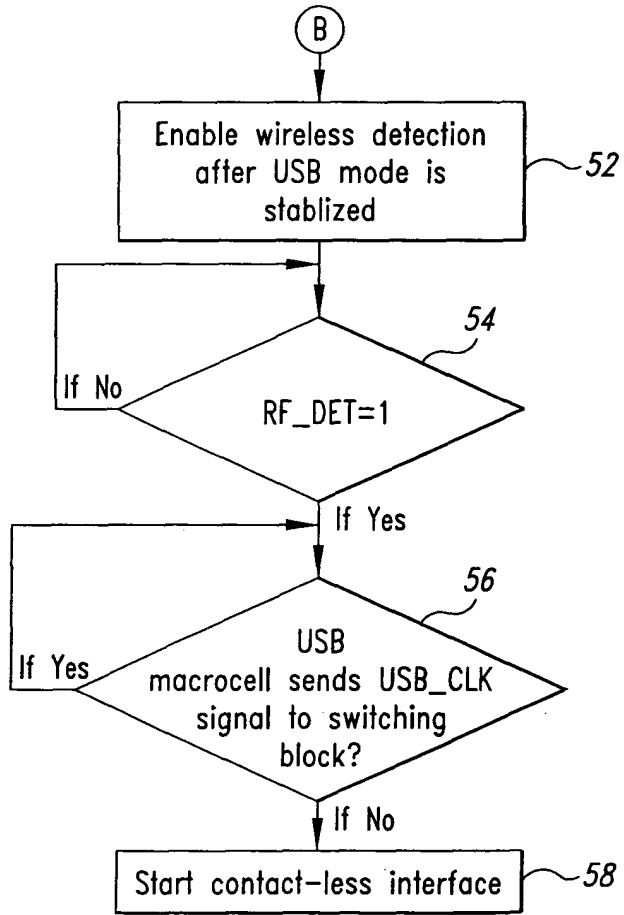 B
Enable wireless detection
after USB mode is
stablized
52
54
If No
RF_DET=1
If Yes
56
If Yes
USB
macrocell sends USB_CLK
signal to switching
block?
If No
Start contact-less interface
58